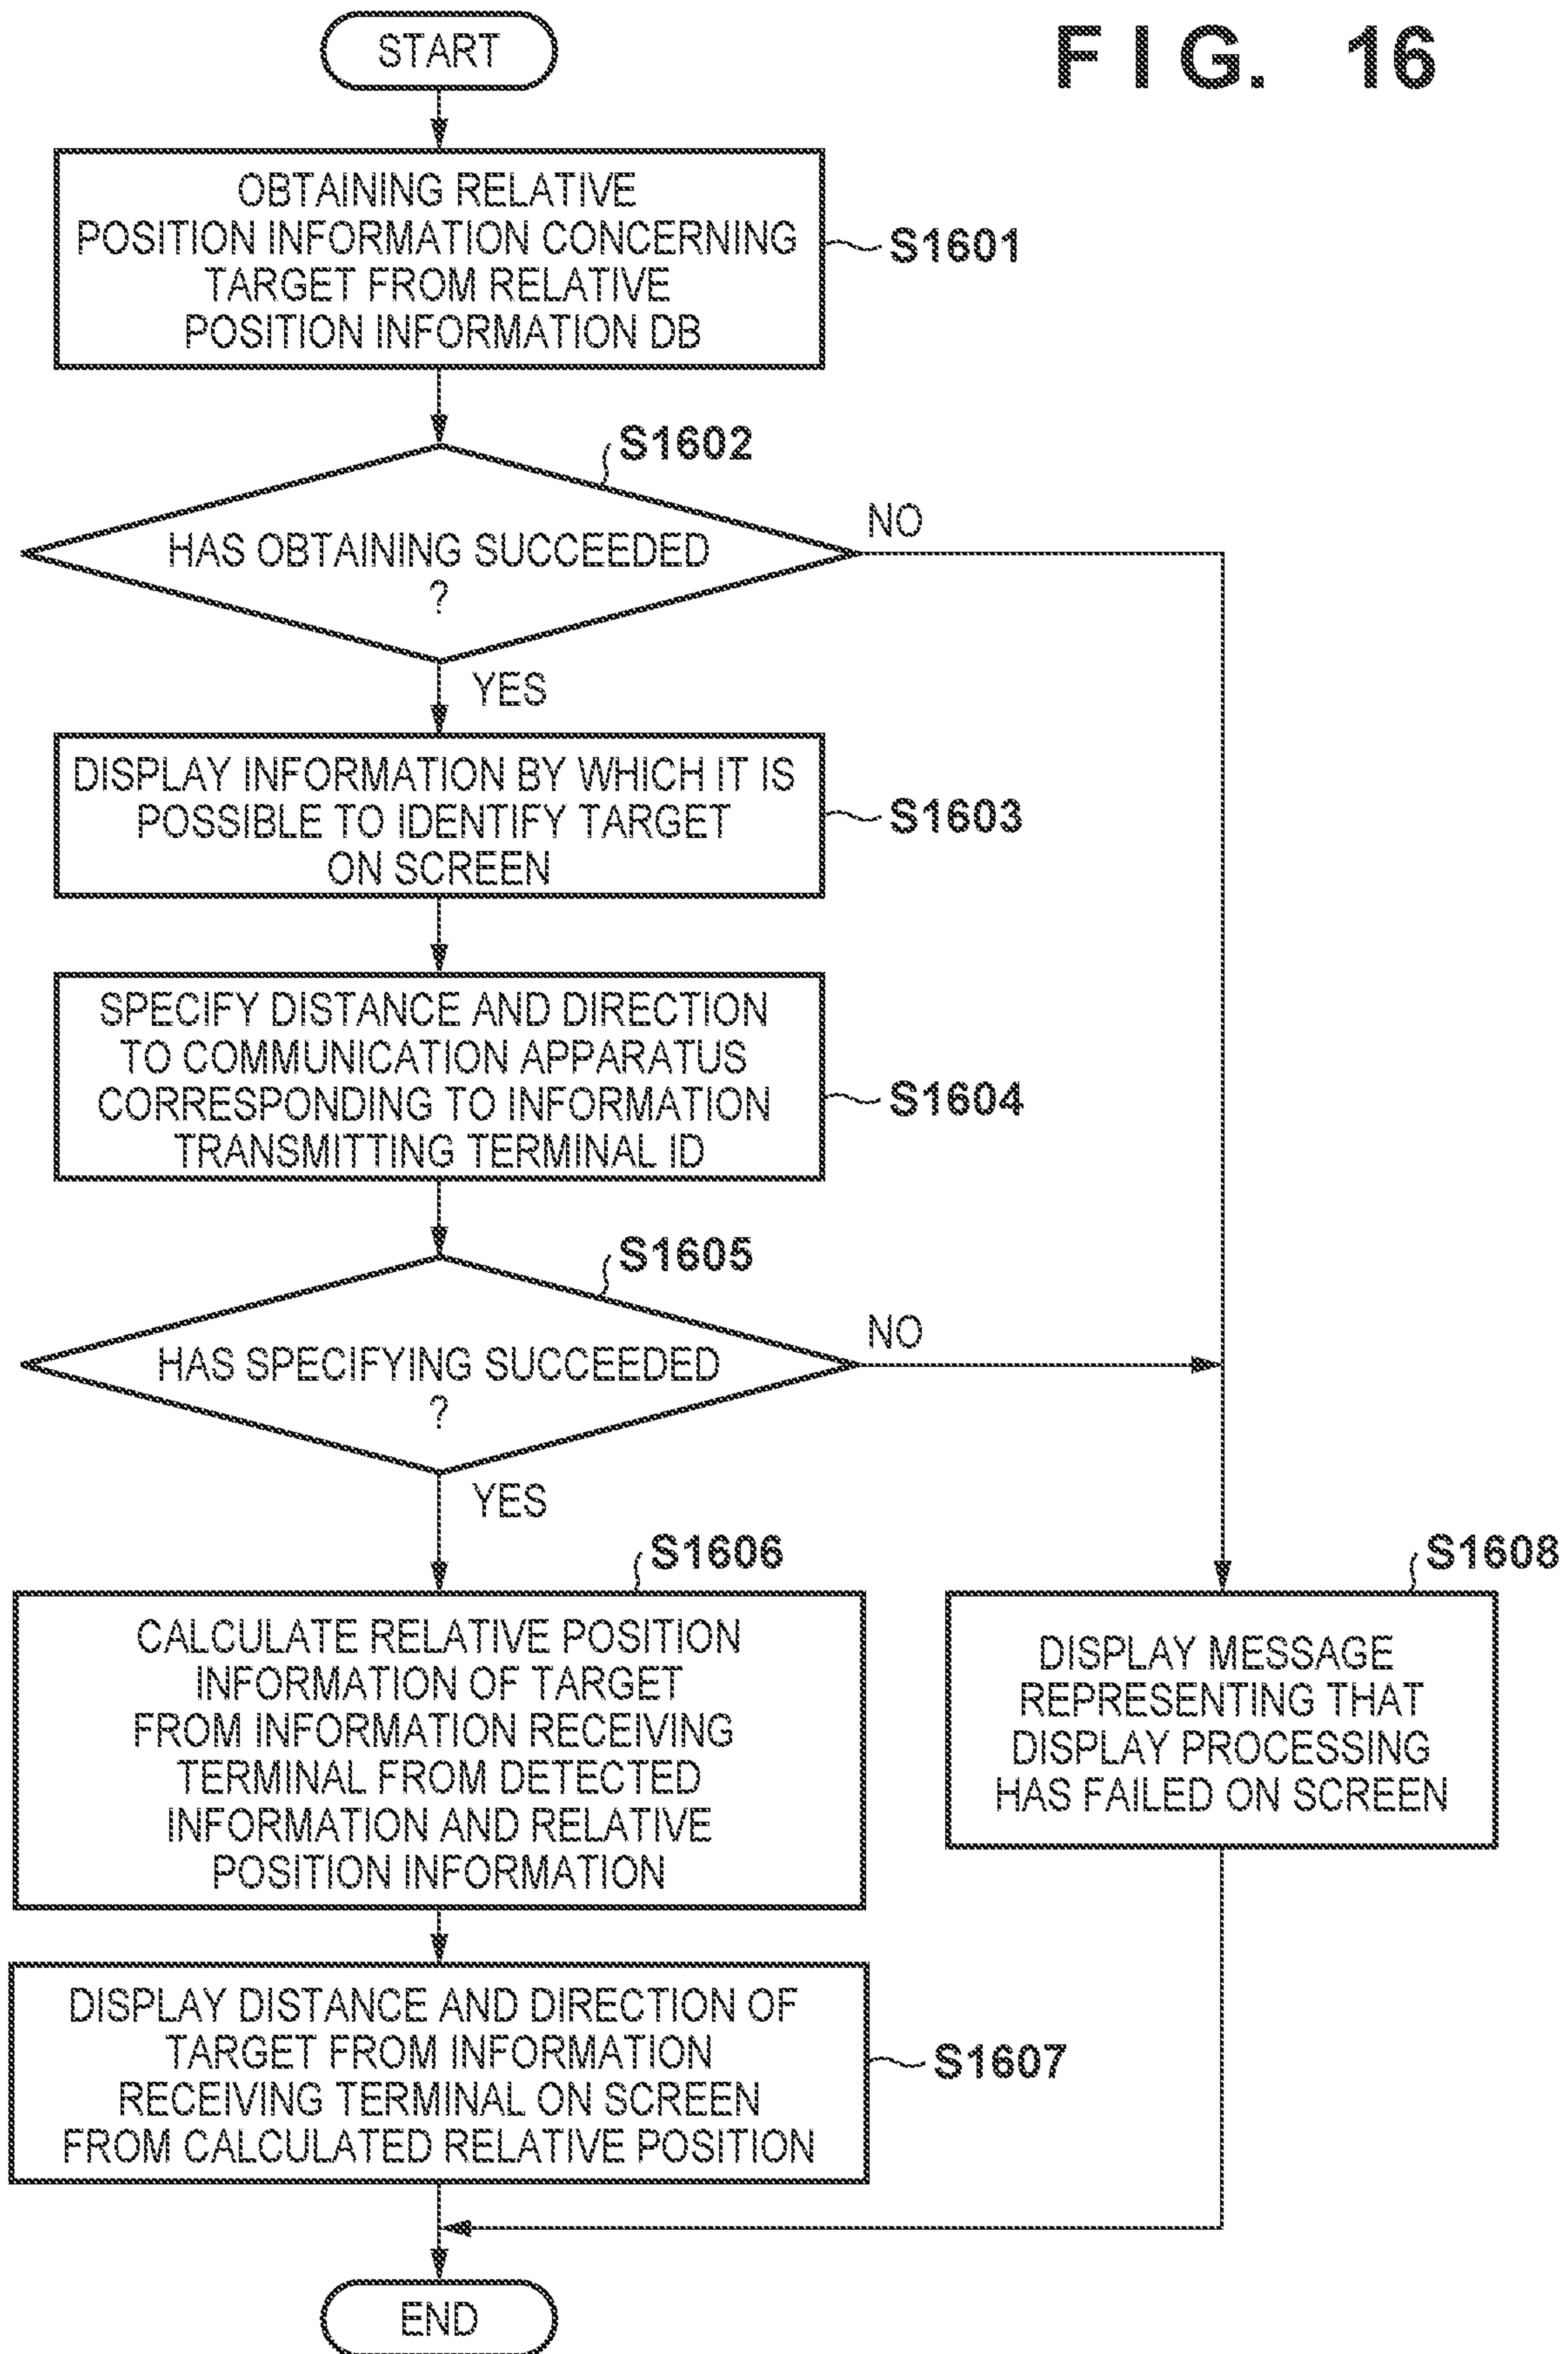 FIG. 16
START
OBTAINING RELATIVE
POSITION INFORMATION CONCERNING
TARGET FROM RELATIVE
POSITION INFORMATION DB
S1601
S1602
HAS OBTAINING SUCCEEDED
?
NO
YES
DISPLAY INFORMATION BY WHICH IT IS
POSSIBLE TO IDENTIFY TARGET
ON SCREEN
S1603
SPECIFY DISTANCE AND DIRECTION
TO COMMUNICATION APPARATUS
CORRESPONDING TO INFORMATION
TRANSMITTING TERMINAL ID
S1604
S1605
HAS SPECIFYING SUCCEEDED
?
NO
YES
S1606
CALCULATE RELATIVE POSITION
INFORMATION OF TARGET
FROM INFORMATION RECEIVING
TERMINAL FROM DETECTED
INFORMATION AND RELATIVE
POSITION INFORMATION
S1608
DISPLAY MESSAGE
REPRESENTING THAT
DISPLAY PROCESSING
HAS FAILED ON SCREEN
DISPLAY DISTANCE AND DIRECTION OF
TARGET FROM INFORMATION
RECEIVING TERMINAL ON SCREEN
FROM CALCULATED RELATIVE POSITION
S1607
END